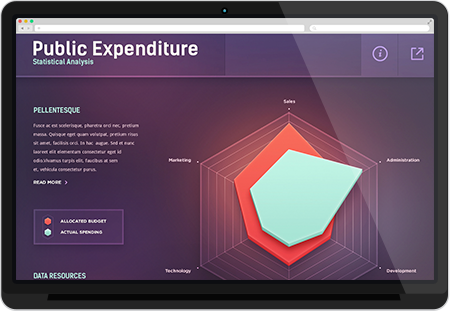 Public Expenditure
Statistical Analysis
PELLENTESQUE
Fusce ac est scelerisque, pharetra orci nec, pretium
massa. Quisque eget quam volutpat, pretium risus
sit amet, facilisis orci. In hac augue. Sed et nunc
laoreet elit elementum consectetur eget id
odio.Vivamus turpis elit, faucibus at sem
et, vehicula consectetur purus.
READ MORE >
ALLOCATED BUDGET
ACTUAL SPENDING
DATA RESOURCES
Sales
Marketing
Administration
Technology
Development